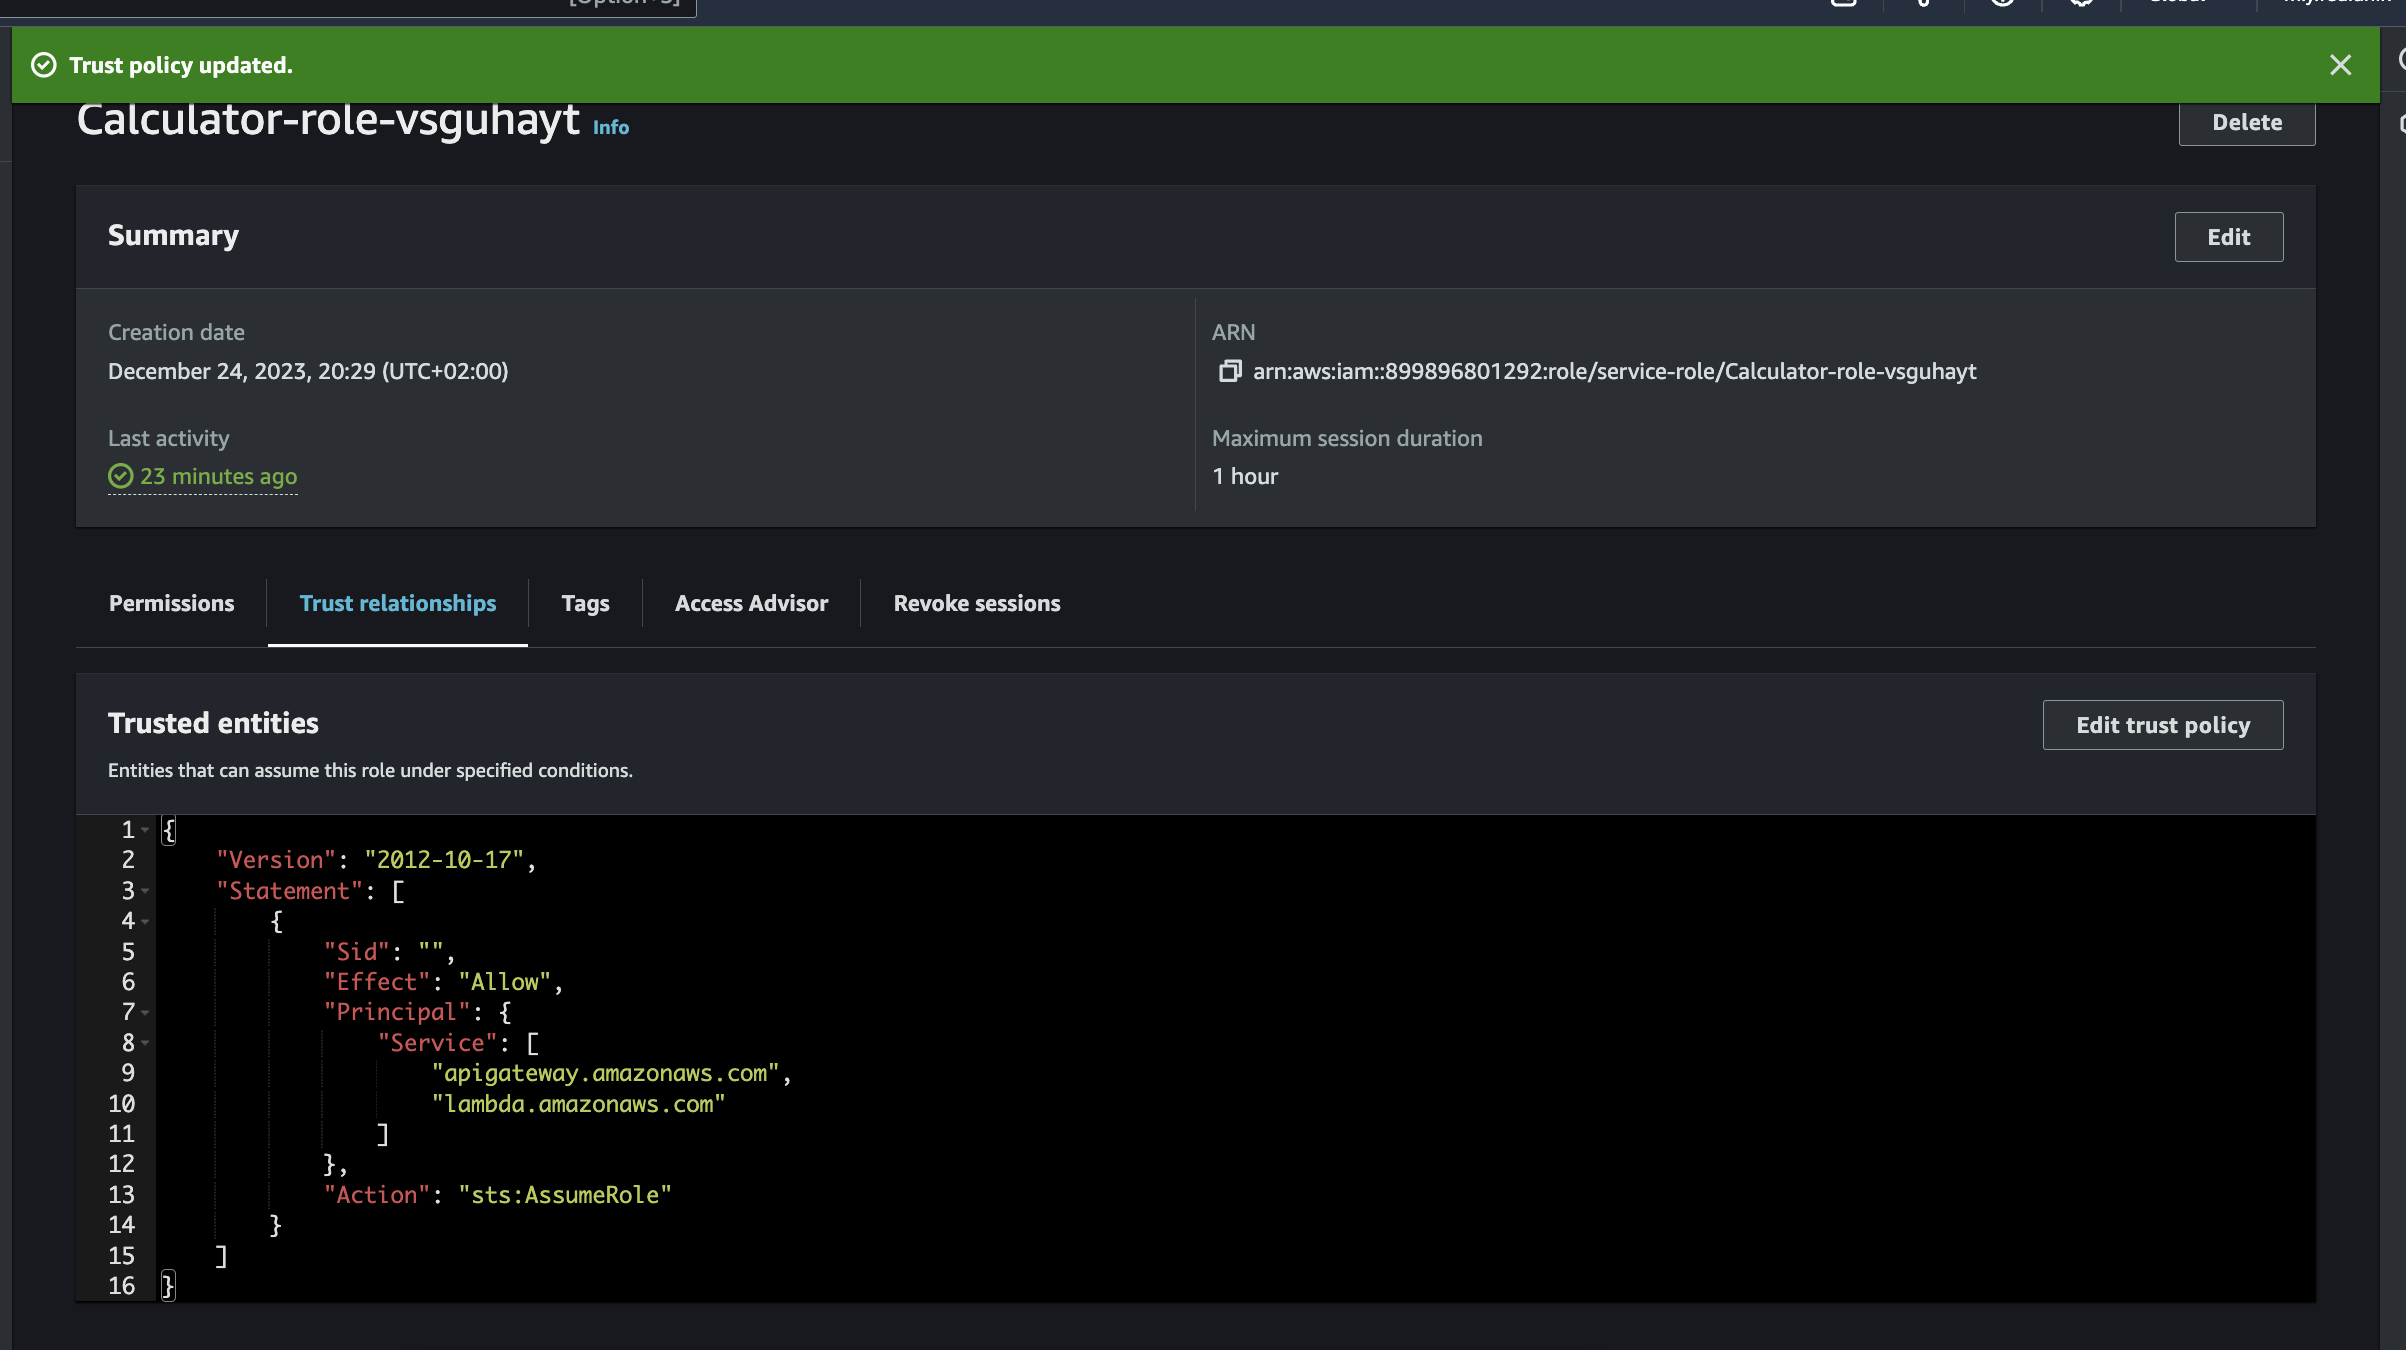 [Option+S]
Global
Trust policy updated.
Calculator-role-vsguhayt Info
Delete
Summary
Edit
Creation date
December 24, 2023, 20:29 (UTC+02:00)
ARN
arn:aws:iam::899896801292:role/service-role/Calculator-role-vsguhayt
Last activity
23 minutes ago
Maximum session duration
1 hour
Permissions
Trust relationships
Tags
Access Advisor
Revoke sessions
Trusted entities
Edit trust policy
Entities that can assume this role under specified conditions.
1 {
2 "Version": "2012-10-17",
3 "Statement": [
4 {
5 "Sid": "",
6 "Effect": "Allow",
7 "Principal": {
8 "Service": [
9 "apigateway.amazonaws.com",
10 "lambda.amazonaws.com"
11 ]
12 },
13 "Action": "sts:AssumeRole"
14 }
15 ]
16 }